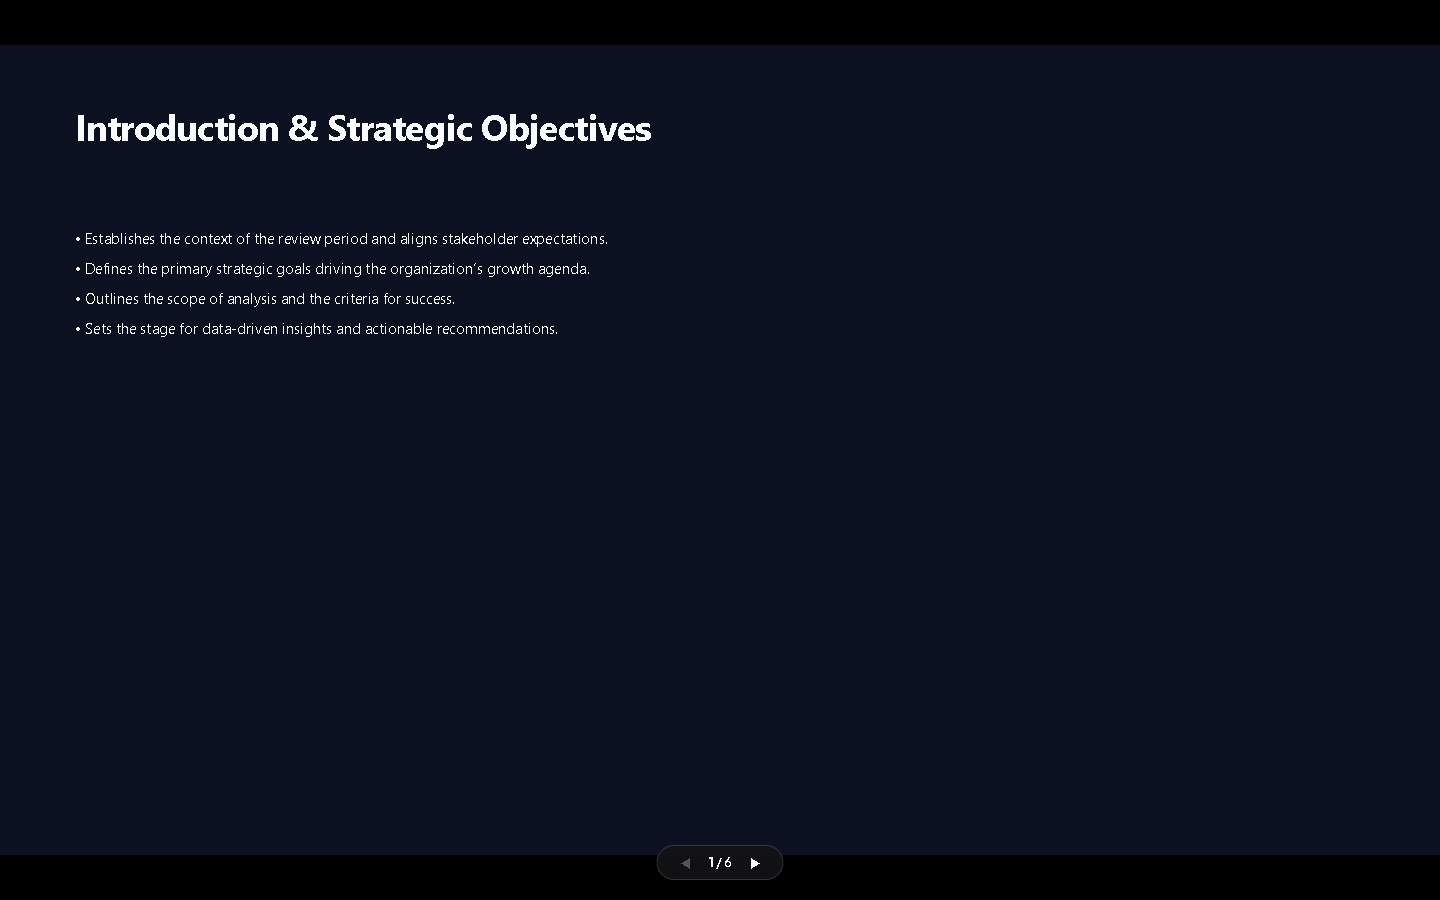 Introduction & Strategic Objectives
• Establishes the context of the review period and aligns stakeholder expectations.
• Defines the primary strategic goals driving the organization’s growth agenda.
• Outlines the scope of analysis and the criteria for success.
• Sets the stage for data-driven insights and actionable recommendations.
1/6